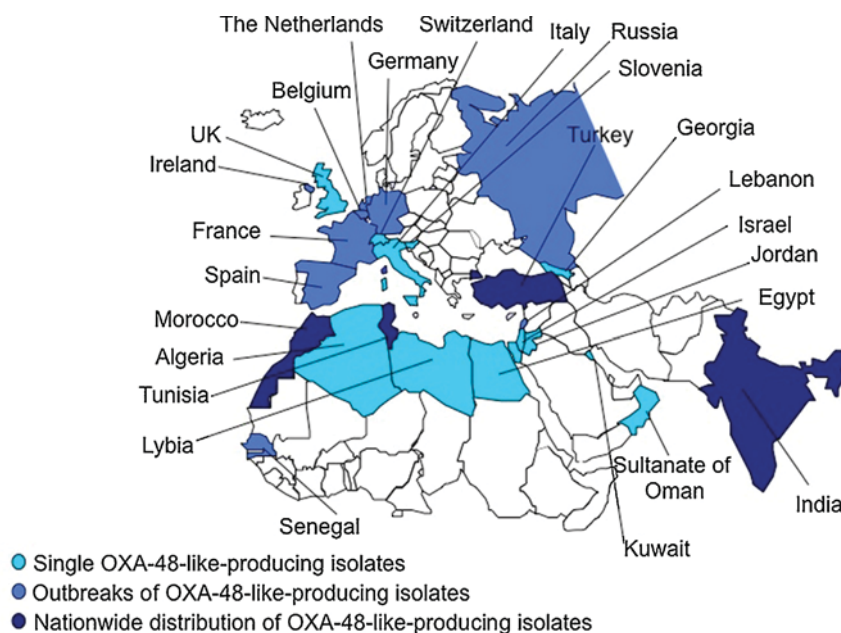 The Netherlands
Switzerland
Italy
Russia
Germany
Slovenia
Belgium
Georgia
UK
Turkey
Ireland
Lebanon
France
Israel
Jordan
Spain
Egypt
Morocco
Algeria
Tunisia
Lybia
Sultanate of
Oman
India
Senegal
Kuwait
Single OXA-48-like-producing isolates
Outbreaks of OXA-48-like-producing isolates
Nationwide distribution of OXA-48-like-producing isolates